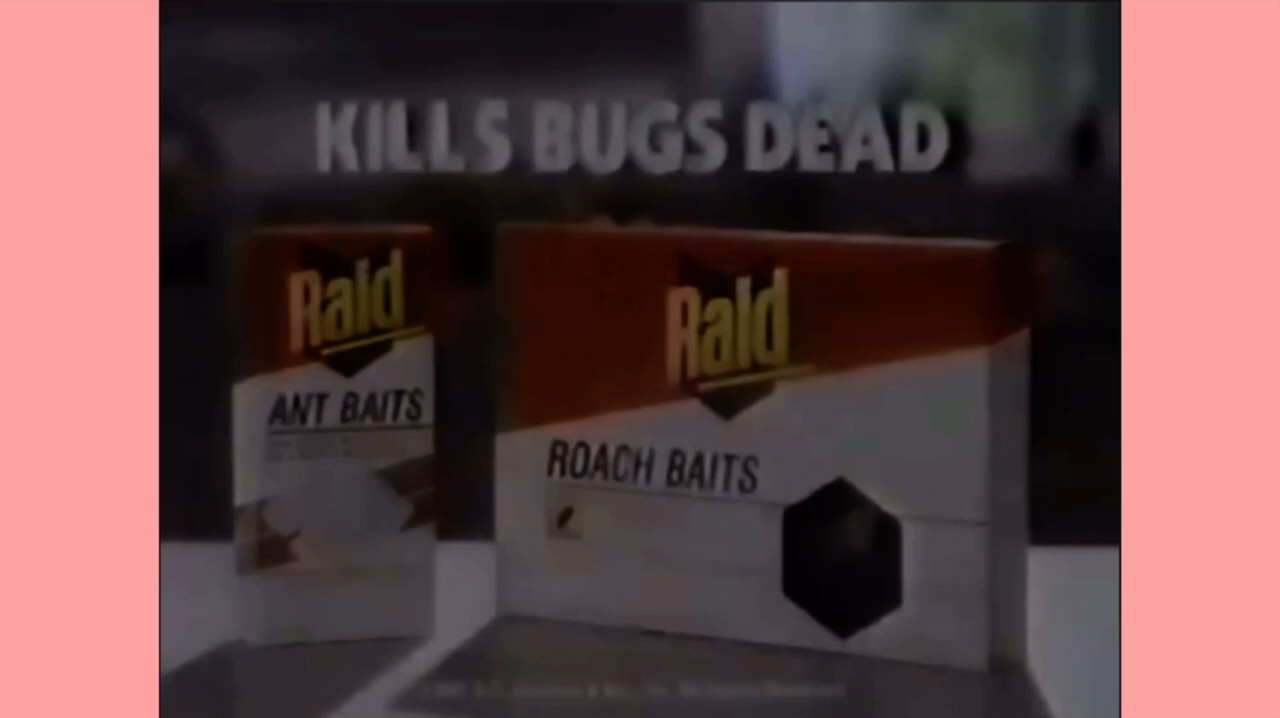 KILLS BUGS DEAD
Raid
ANT BAITS
Raid
ROACH BAITS